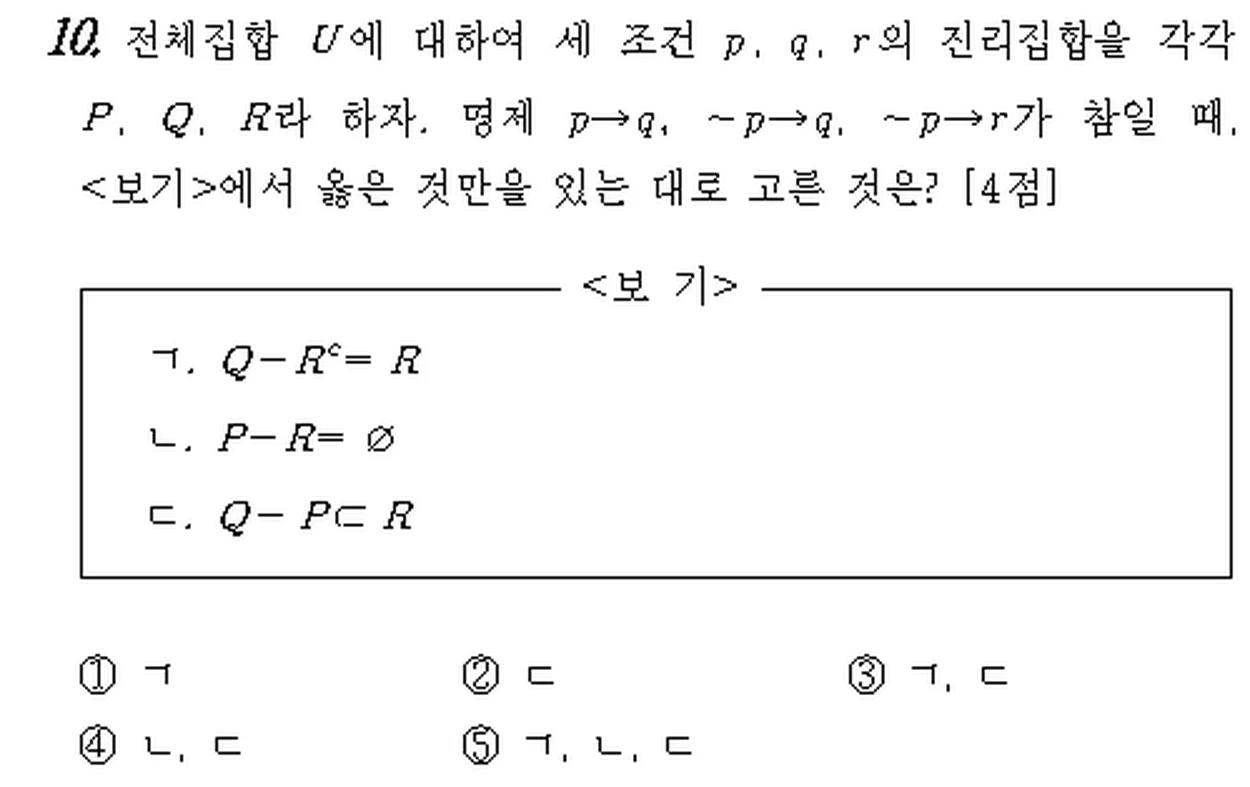 10. 전체집합 U에 대하여 세 조건 p, q, r의 진리집합을 각각
P, Q, R라 하자. 명제 p→q, ~p→q, ~p→r가 참일 때,
<보기>에서 옳은 것만을 있는 대로 고른 것은? [4점]
<보 기>
ㄱ. Q-Rᶜ= R
ㄴ. P-R= ∅
ㄷ. Q- P⊂ R
① ㄱ ② ㄷ ③ ㄱ, ㄷ
④ ㄴ, ㄷ ⑤ ㄱ, ㄴ, ㄷ